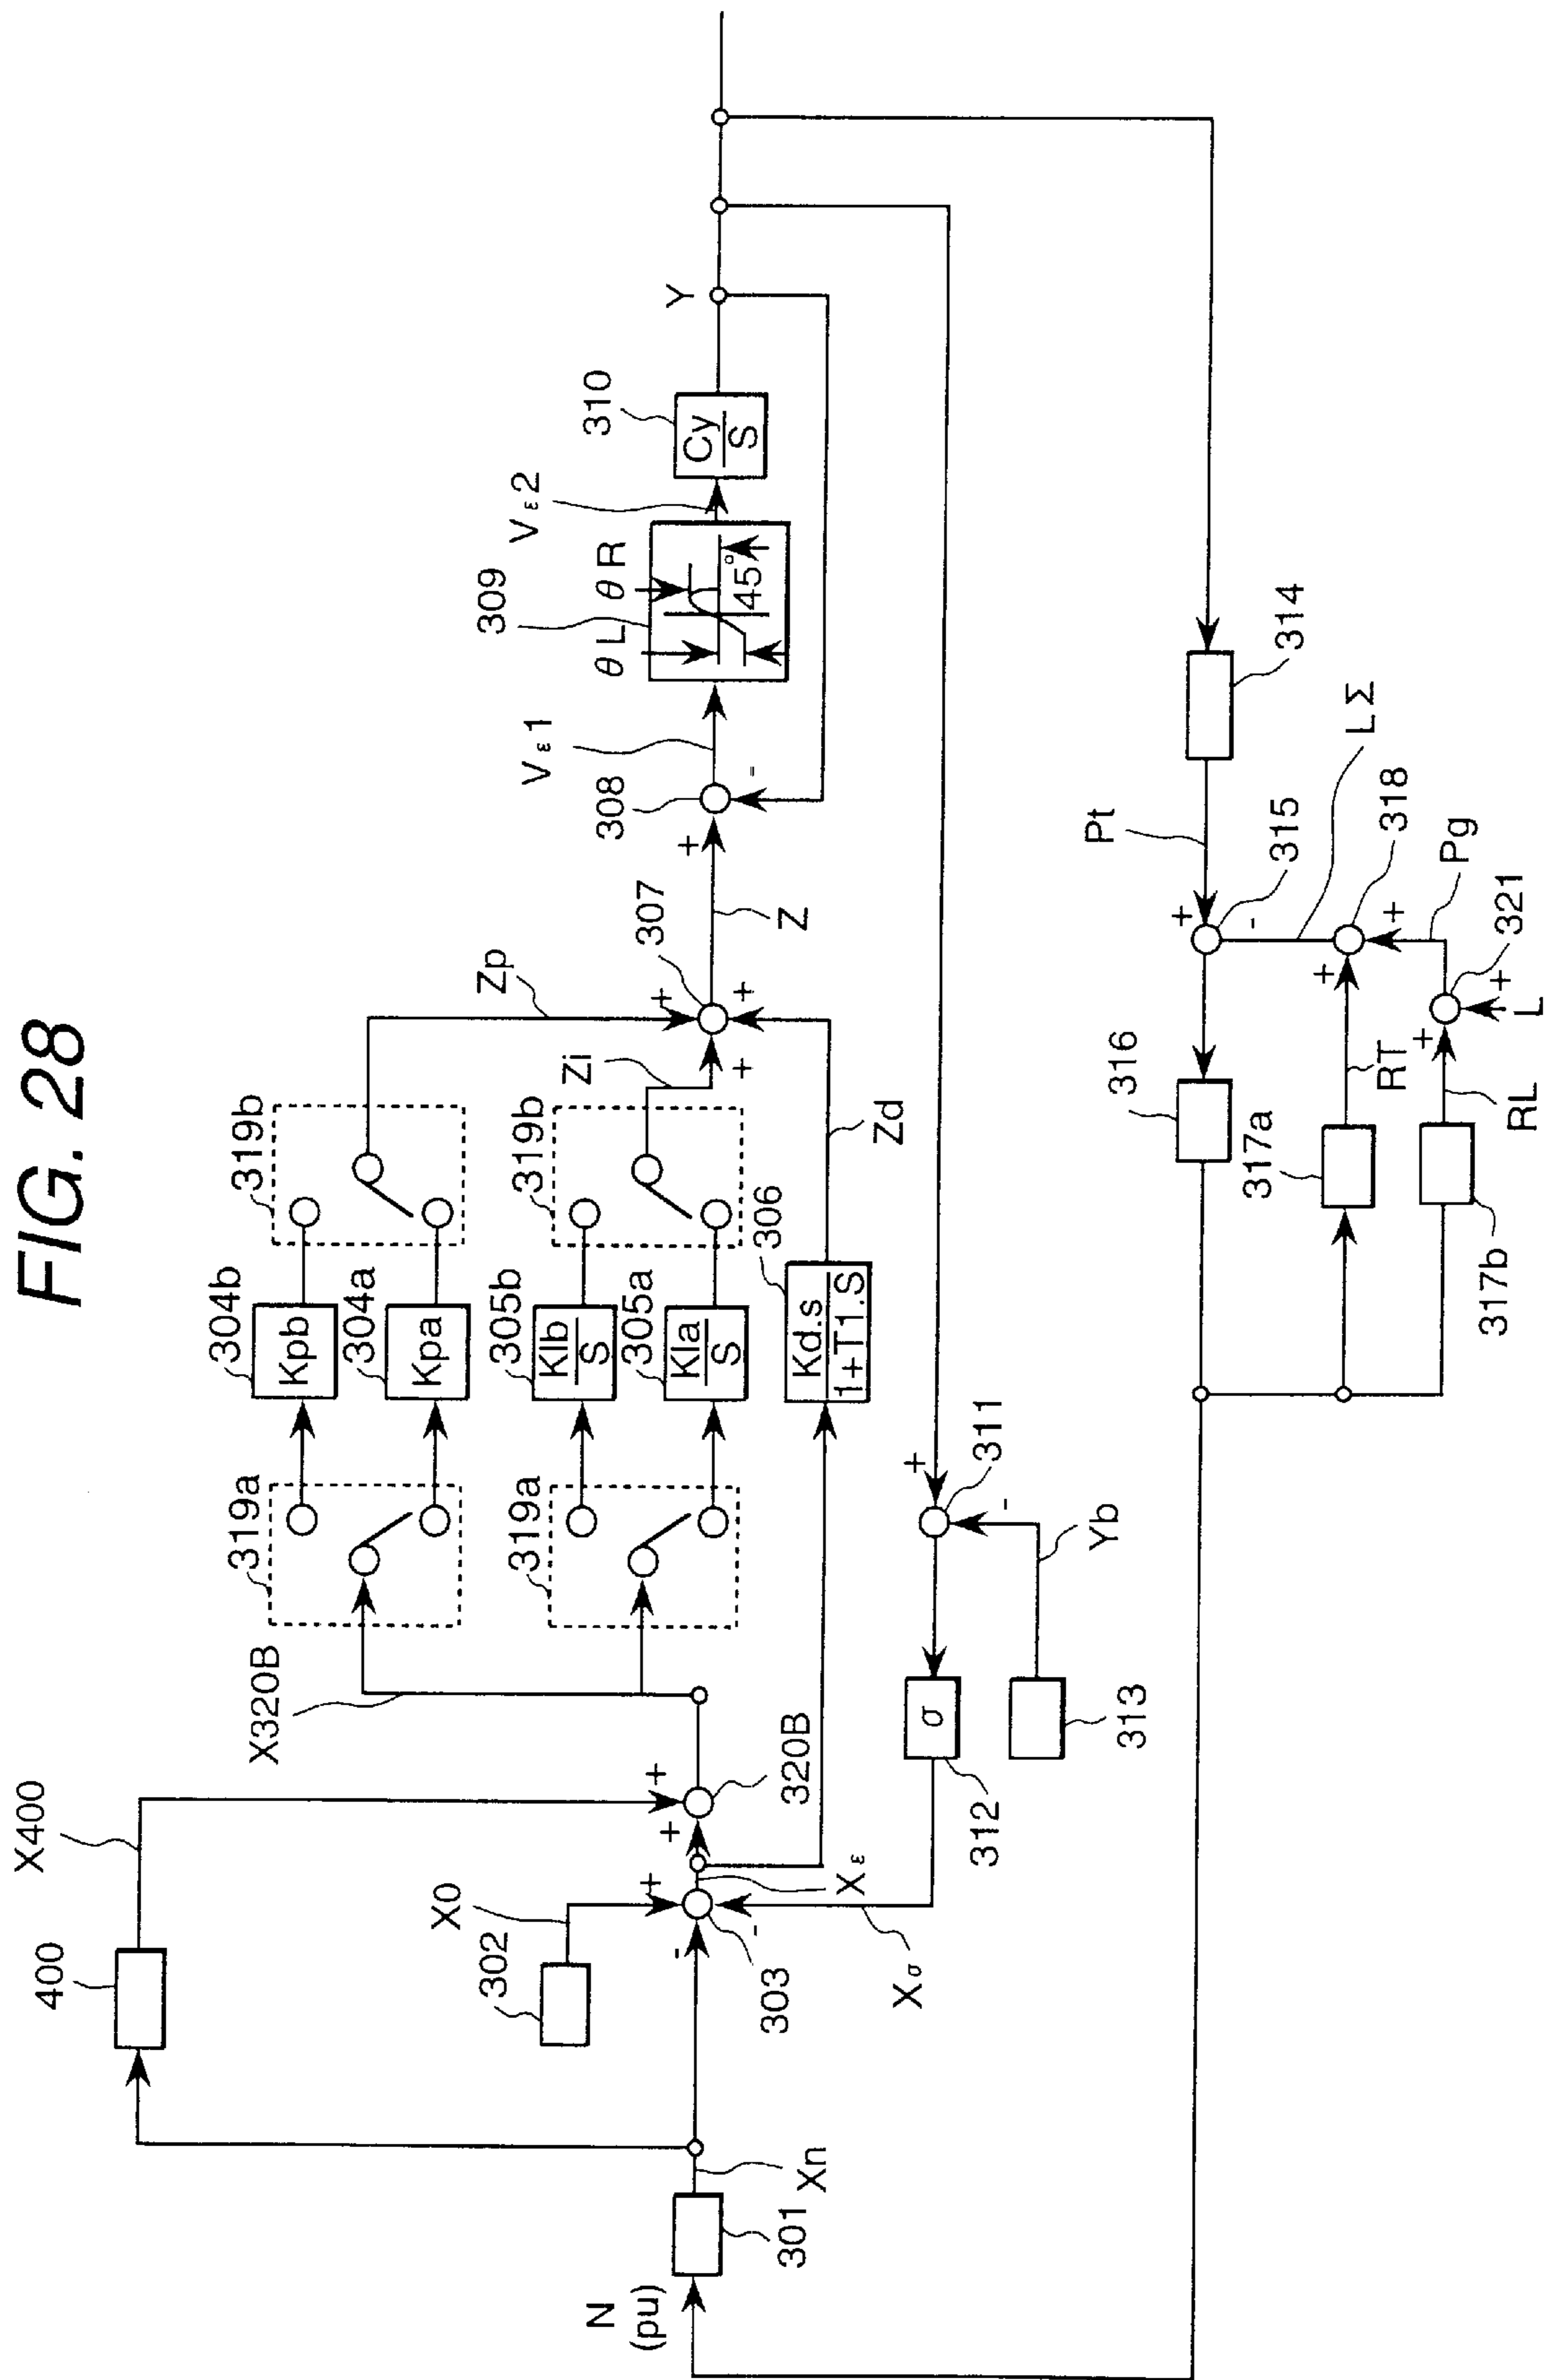 FIG. 28
400
X400
X320B
319a
304b
Kpb
319b
304a
Kpa
Zp
302
X0
319a
305b
KIb
S
319b
Zi
305a
KIa
S
307
N
(pu)
301
Xn
303
Xε
320B
306
Kd.s
1+T1.S
Zd
Z
308
Vε1
309
θL
θR
45°
Vε2
310
Cy
S
Y
+
-
-
+
+
+
+
+
+
-
Xσ
312
σ
311
+
-
313
Yb
314
Pt
315
+
-
LΣ
316
318
+
+
Pg
317a
RT
321
+
+
L
317b
RL